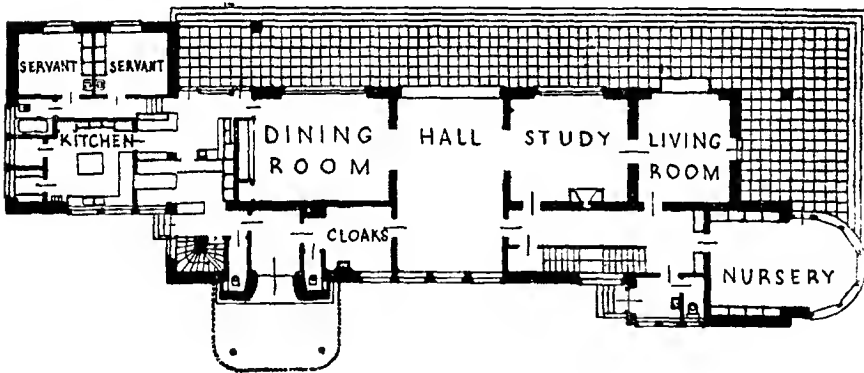 SERVANT
SERVANT
KITCHEN
DINING
ROOM
HALL
STUDY
LIVING
ROOM
CLOAKS
NURSERY